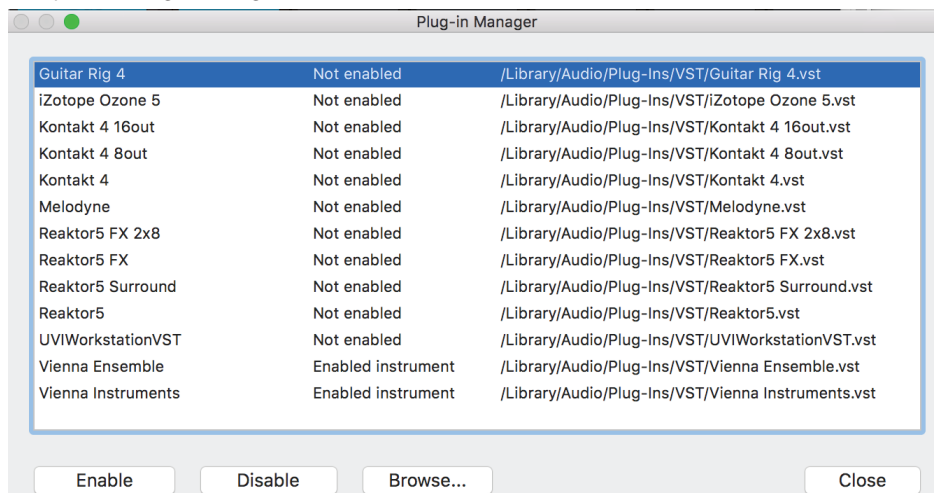 Plug-in Manager
Guitar Rig 4 Not enabled /Library/Audio/Plug-Ins/VST/Guitar Rig 4.vst
iZotope Ozone 5 Not enabled /Library/Audio/Plug-Ins/VST/iZotope Ozone 5.vst
Kontakt 4 16out Not enabled /Library/Audio/Plug-Ins/VST/Kontakt 4 16out.vst
Kontakt 4 8out Not enabled /Library/Audio/Plug-Ins/VST/Kontakt 4 8out.vst
Kontakt 4 Not enabled /Library/Audio/Plug-Ins/VST/Kontakt 4.vst
Melodyne Not enabled /Library/Audio/Plug-Ins/VST/Melodyne.vst
Reaktor5 FX 2x8 Not enabled /Library/Audio/Plug-Ins/VST/Reaktor5 FX 2x8.vst
Reaktor5 FX Not enabled /Library/Audio/Plug-Ins/VST/Reaktor5 FX.vst
Reaktor5 Surround Not enabled /Library/Audio/Plug-Ins/VST/Reaktor5 Surround.vst
Reaktor5 Not enabled /Library/Audio/Plug-Ins/VST/Reaktor5.vst
UVIWorkstationVST Not enabled /Library/Audio/Plug-Ins/VST/UVIWorkstationVST.vst
Vienna Ensemble Enabled instrument /Library/Audio/Plug-Ins/VST/Vienna Ensemble.vst
Vienna Instruments Enabled instrument /Library/Audio/Plug-Ins/VST/Vienna Instruments.vst
Enable Disable Browse... Close